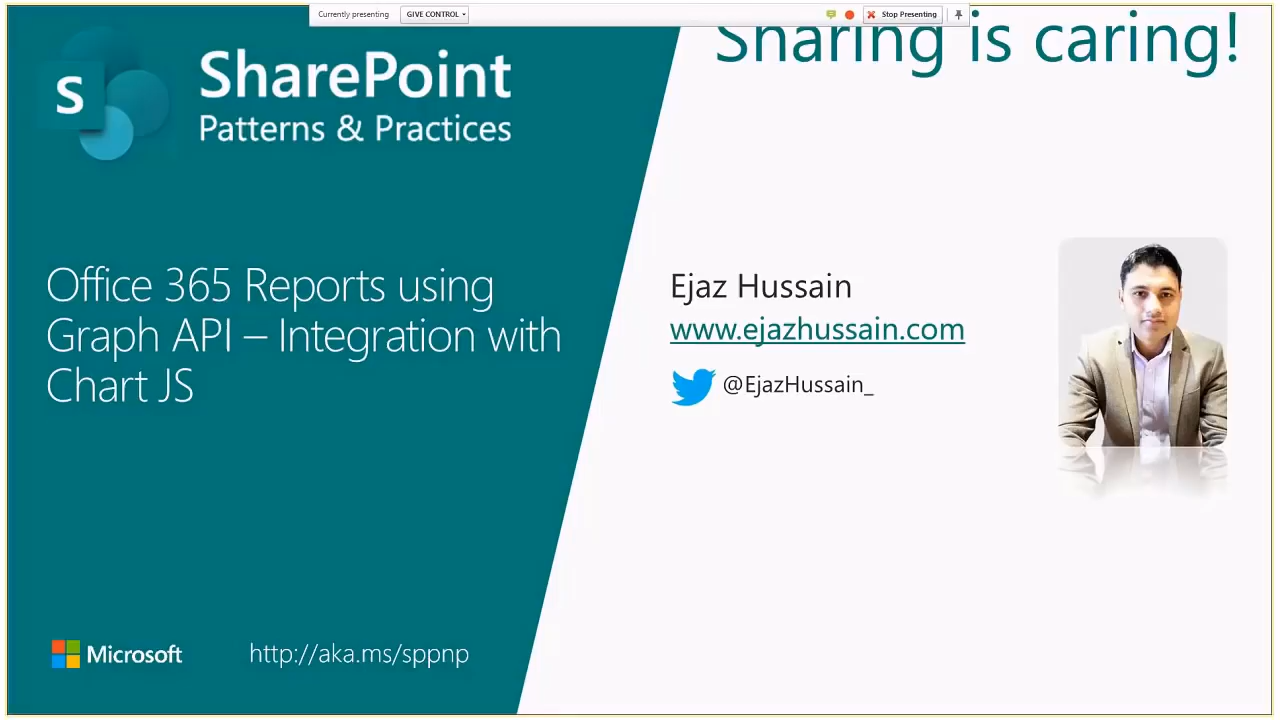 Currently presenting
GIVE CONTROL
Stop Presenting
Sharing is caring!
S
SharePoint
Patterns & Practices
Office 365 Reports using
Graph API – Integration with
Chart JS
Ejaz Hussain
www.ejazhussain.com
@EjazHussain_
Microsoft
http://aka.ms/sppnp